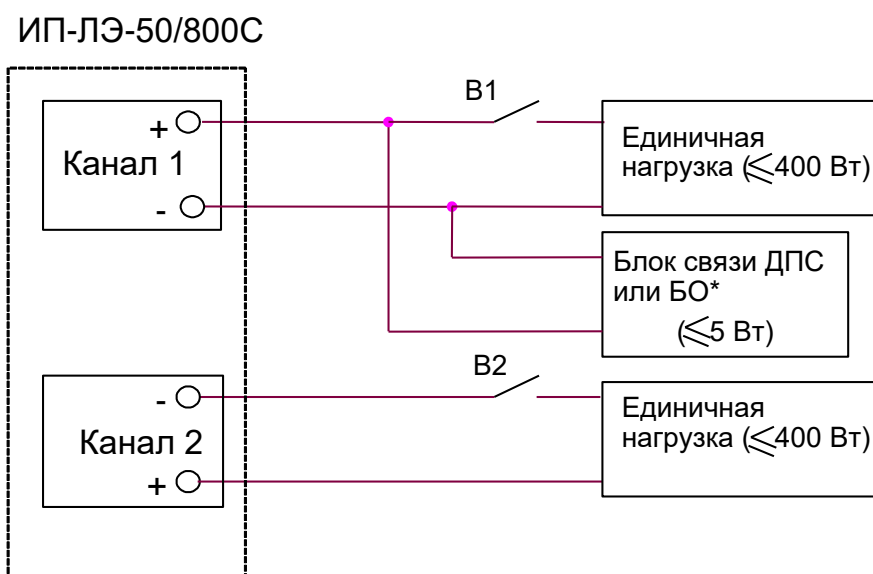 ИП-ЛЭ-50/800С
В1
+
Канал 1
-
Единичная
нагрузка (⩽400 Вт)
Блок связи ДПС
или БО*
(⩽5 Вт)
В2
-
Канал 2
+
Единичная
нагрузка (⩽400 Вт)